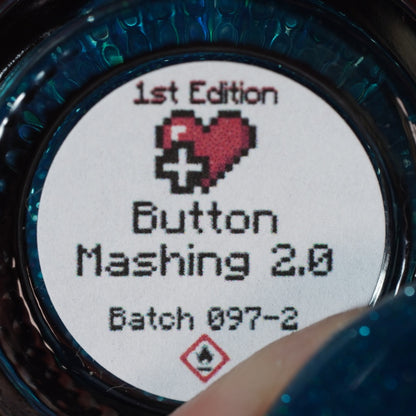 1st Edition
Button
Mashing 2.0
Batch 097-2